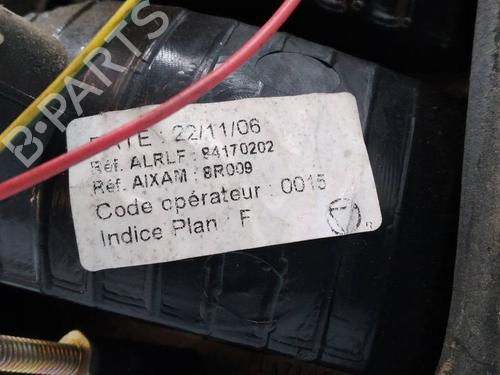 B-PARTS
DATE : 22/11/06
Réf. ALRLF : 84170202
Réf. AIXAM : 8R009
Code opérateur : 0015
Indice Plan : F